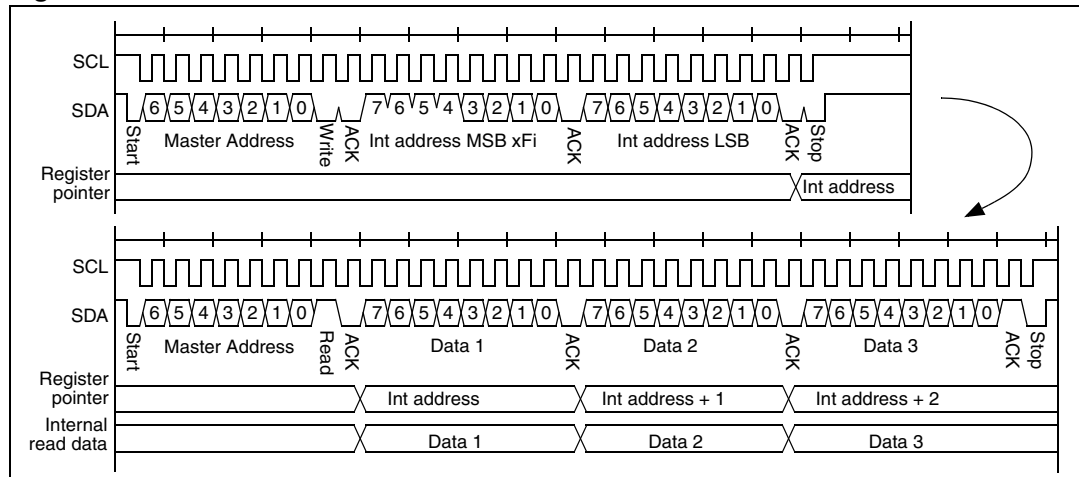 SCL
SDA 6 5 4 3 2 1 0 7 6 5 4 3 2 1 0 7 6 5 4 3 2 1 0
Start Master Address Write ACK Int address MSB xFi ACK Int address LSB ACK Stop
Register pointer Int address
SCL
SDA 6 5 4 3 2 1 0 7 6 5 4 3 2 1 0 7 6 5 4 3 2 1 0 7 6 5 4 3 2 1 0
Start Master Address Read ACK Data 1 ACK Data 2 ACK Data 3 ACK Stop
Register pointer Int address Int address + 1 Int address + 2
Internal read data Data 1 Data 2 Data 3